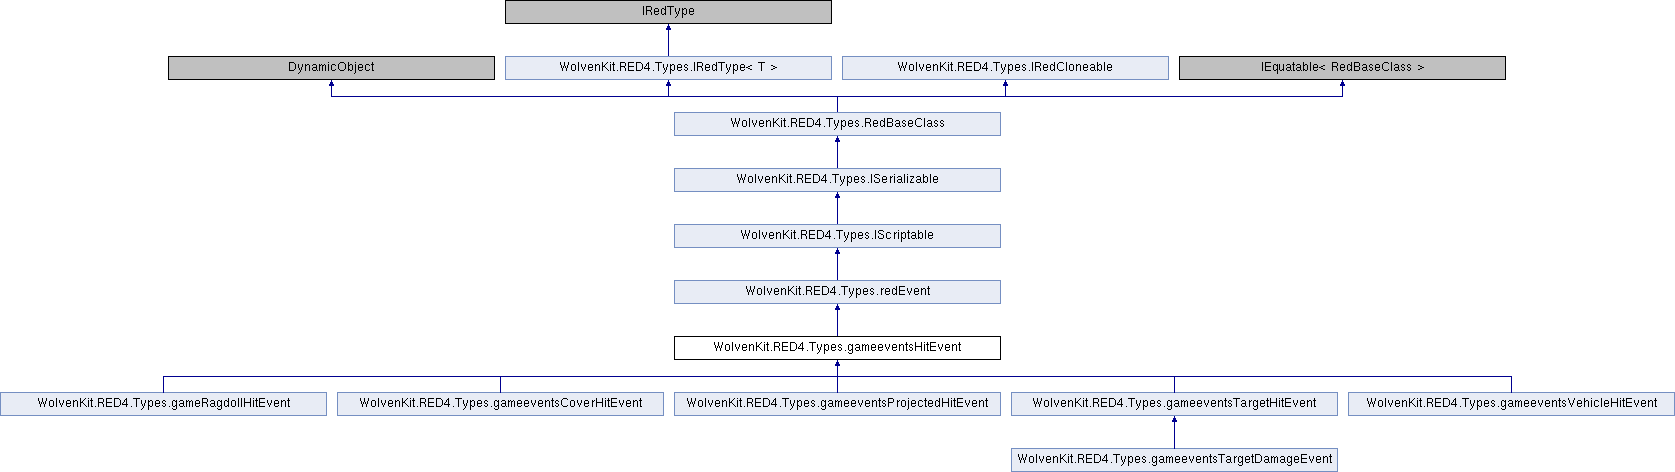 IRedType
DynamicObject
WolvenKit.RED4.Types.IRedType< T >
WolvenKit.RED4.Types.IRedCloneable
IEquatable< RedBaseClass >
WolvenKit.RED4.Types.RedBaseClass
WolvenKit.RED4.Types.ISerializable
WolvenKit.RED4.Types.IScriptable
WolvenKit.RED4.Types.redEvent
WolvenKit.RED4.Types.gameeventsHitEvent
WolvenKit.RED4.Types.gameRagdollHitEvent
WolvenKit.RED4.Types.gameeventsCoverHitEvent
WolvenKit.RED4.Types.gameeventsProjectedHitEvent
WolvenKit.RED4.Types.gameeventsTargetHitEvent
WolvenKit.RED4.Types.gameeventsVehicleHitEvent
WolvenKit.RED4.Types.gameeventsTargetDamageEvent